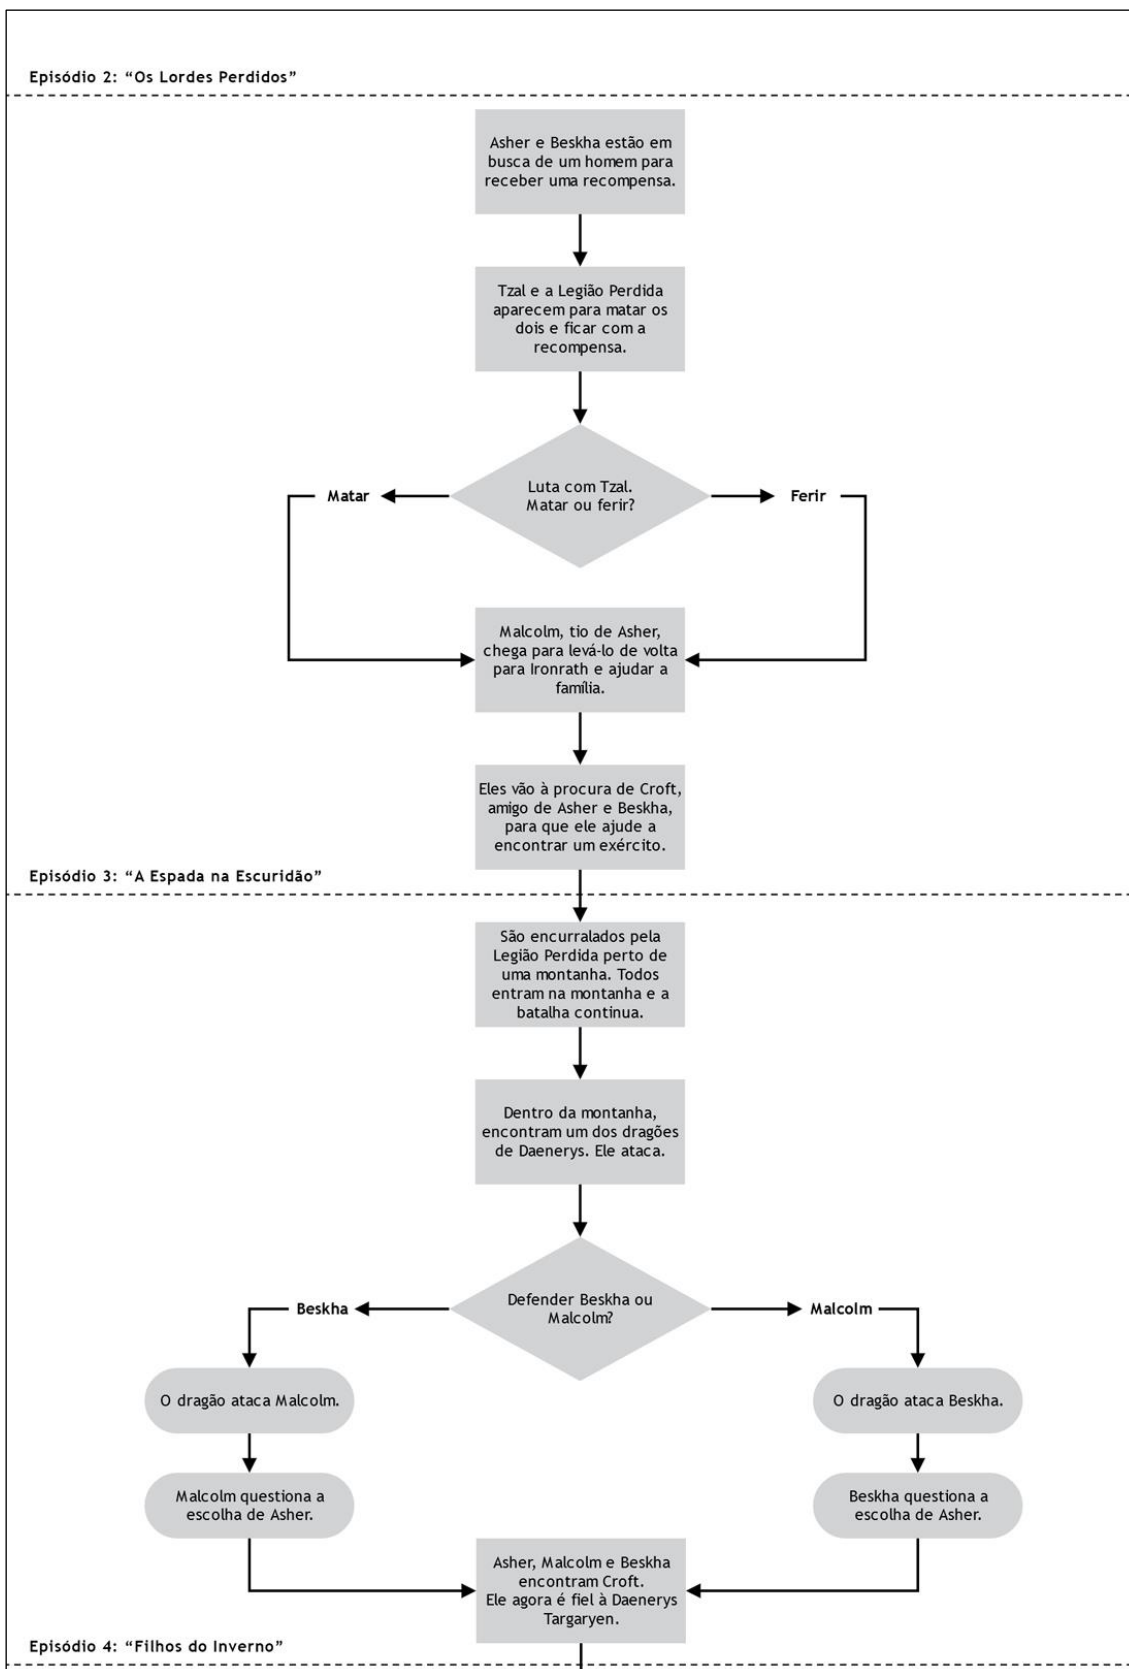 Episódio 2: “Os Lordes Perdidos”
Asher e Beskha estão em
busca de um homem para
receber uma recompensa.
Tzal e a Legião Perdida
aparecem para matar os
dois e ficar com a
recompensa.
Luta com Tzal.
Matar ou ferir?
Matar
Ferir
Malcolm, tio de Asher,
chega para levá-lo de volta
para Ironrath e ajudar a
família.
Eles vão à procura de Croft,
amigo de Asher e Beskha,
para que ele ajude a
encontrar um exército.
Episódio 3: “A Espada na Escuridão”
São encurralados pela
Legião Perdida perto de
uma montanha. Todos
entram na montanha e a
batalha continua.
Dentro da montanha,
encontram um dos dragões
de Daenerys. Ele ataca.
Defender Beskha ou
Malcolm?
Beskha
Malcolm
O dragão ataca Malcolm.
O dragão ataca Beskha.
Malcolm questiona a
escolha de Asher.
Beskha questiona a
escolha de Asher.
Asher, Malcolm e Beskha
encontram Croft.
Ele agora é fiel à Daenerys
Targaryen.
Episódio 4: “Filhos do Inverno”